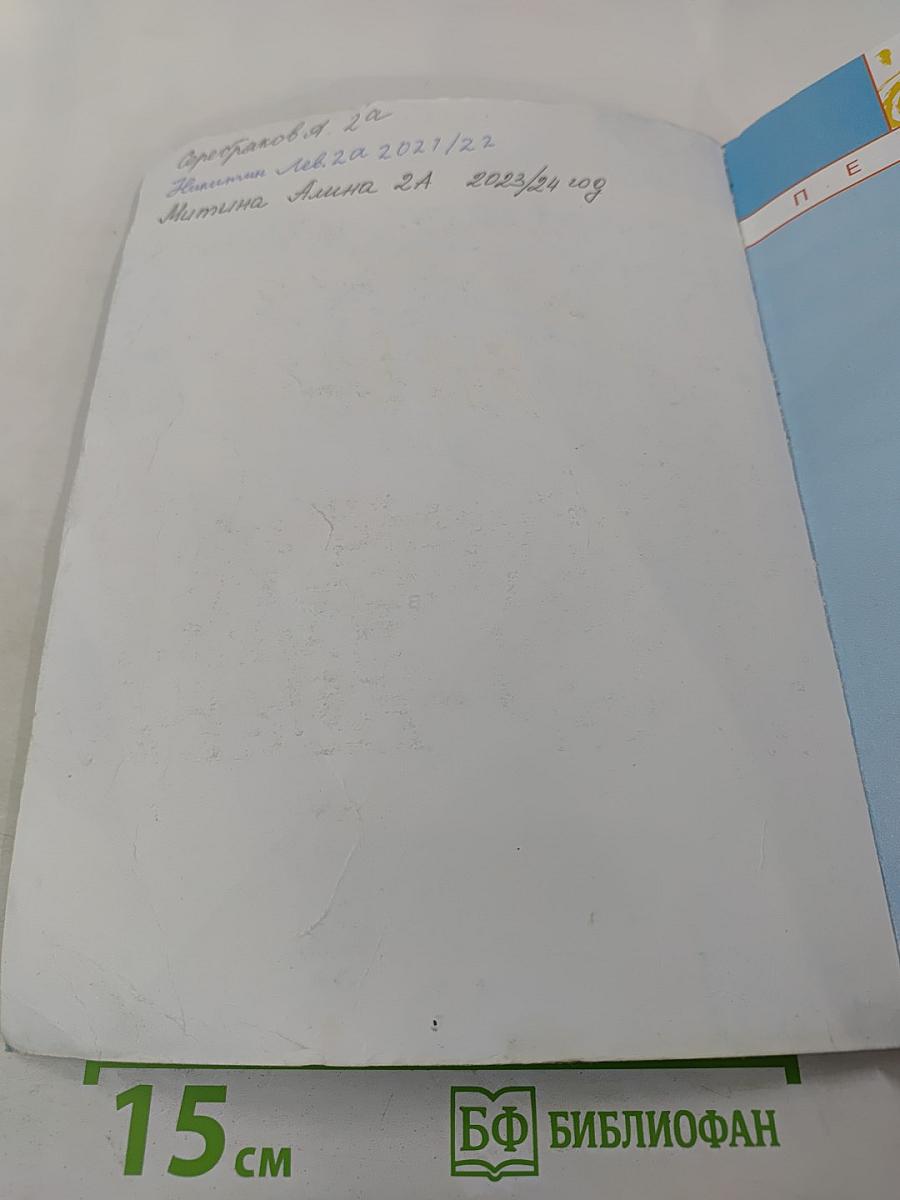 Серебряков А. 2а
Никитин Лев. 2а 2021/22
Митина Алина 2А 2023/24 год
П Е
15 см
БФ БИБЛИОФАН